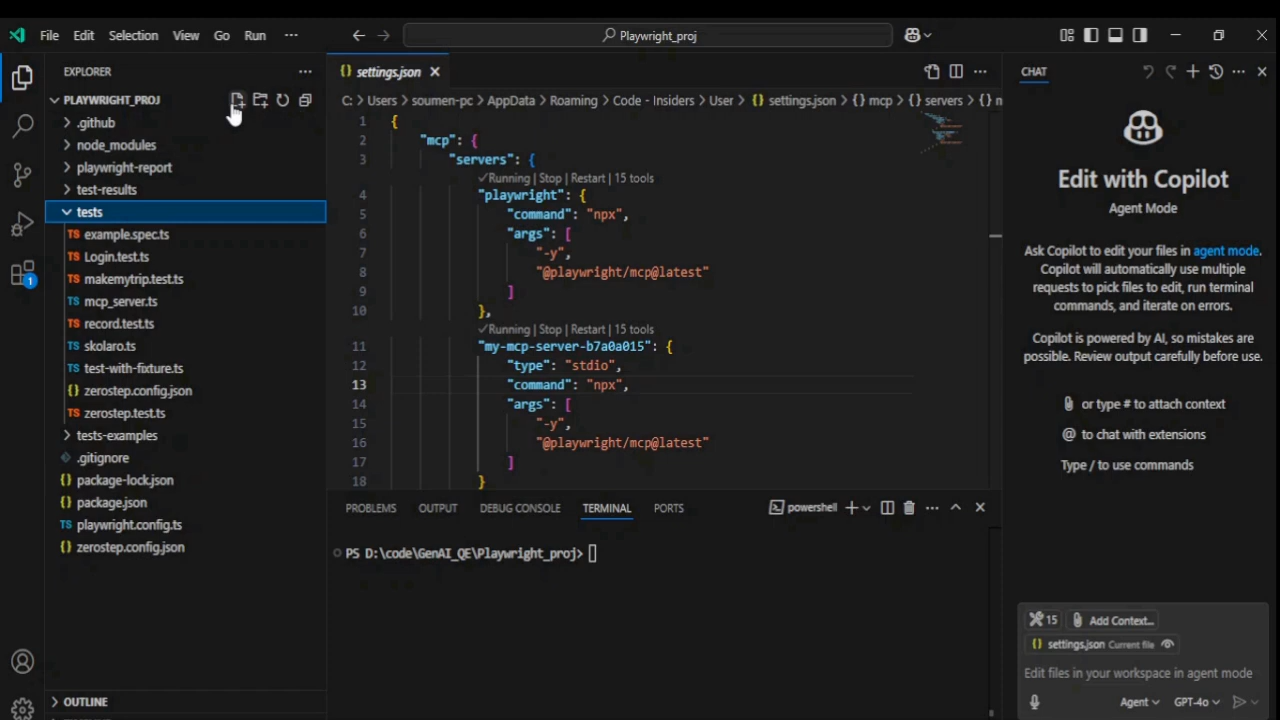 File Edit Selection View Go Run ···
Playwright_proj
EXPLORER ···
PLAYWRIGHT_PROJ
.github
node_modules
playwright-report
test-results
tests
TS example.spec.ts
TS Login.test.ts
TS makemytrip.test.ts
TS mcp_server.ts
TS record.test.ts
TS skolaro.ts
TS test-with-fixture.ts
{} zerostep.config.json
TS zerostep.test.ts
tests-examples
.gitignore
{} package-lock.json
{} package.json
TS playwright.config.ts
{} zerostep.config.json
OUTLINE
1
{} settings.json
C: > Users > soumen-pc > AppData > Roaming > Code - Insiders > User > {} settings.json > {} mcp > {} servers > {}
1 {
2 "mcp": {
3 "servers": {
✓Running | Stop | Restart | 15 tools
4 "playwright": {
5 "command": "npx",
6 "args": [
7 "-y",
8 "@playwright/mcp@latest"
9 ]
10 },
✓Running | Stop | Restart | 15 tools
11 "my-mcp-server-b7a0a015": {
12 "type": "stdio",
13 "command": "npx",
14 "args": [
15 "-y",
16 "@playwright/mcp@latest"
17 ]
18 }
PROBLEMS OUTPUT DEBUG CONSOLE TERMINAL PORTS
powershell
PS D:\code\GenAI_QE\Playwright_proj>
CHAT
Edit with Copilot
Agent Mode
Ask Copilot to edit your files in agent mode.
Copilot will automatically use multiple
requests to pick files to edit, run terminal
commands, and iterate on errors.
Copilot is powered by AI, so mistakes are
possible. Review output carefully before use.
or type # to attach context
@ to chat with extensions
Type / to use commands
15 Add Context...
{} settings.json Current file
Edit files in your workspace in agent mode
Agent GPT-4o